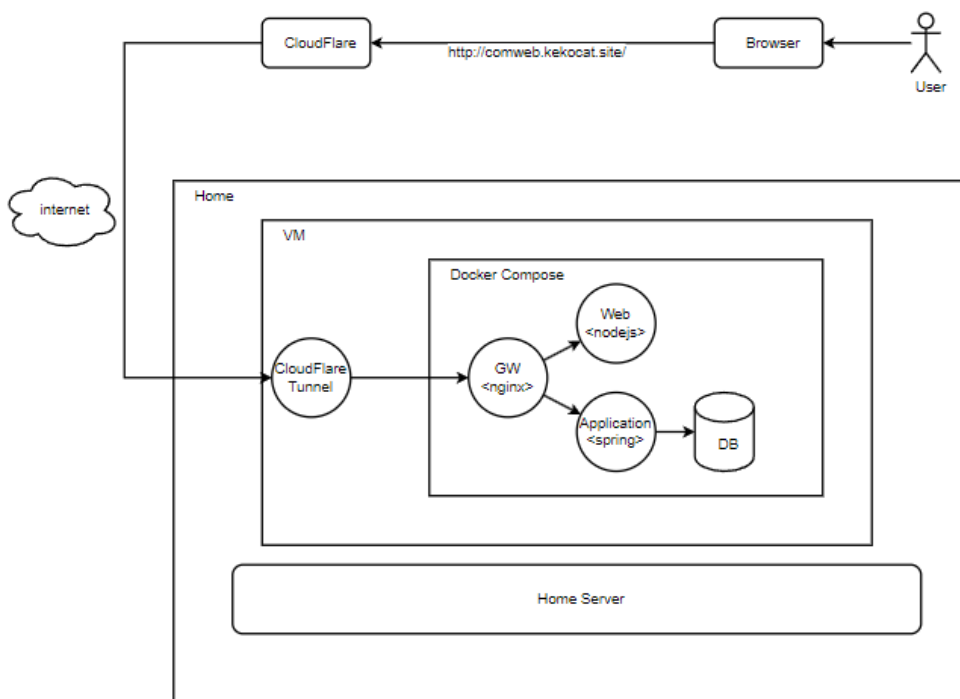 CloudFlare
http://comweb.kekocat.site/
Browser
User
internet
Home
VM
Docker Compose
Web
<nodejs>
CloudFlare
Tunnel
GW
<nginx>
Application
<spring>
DB
Home Server